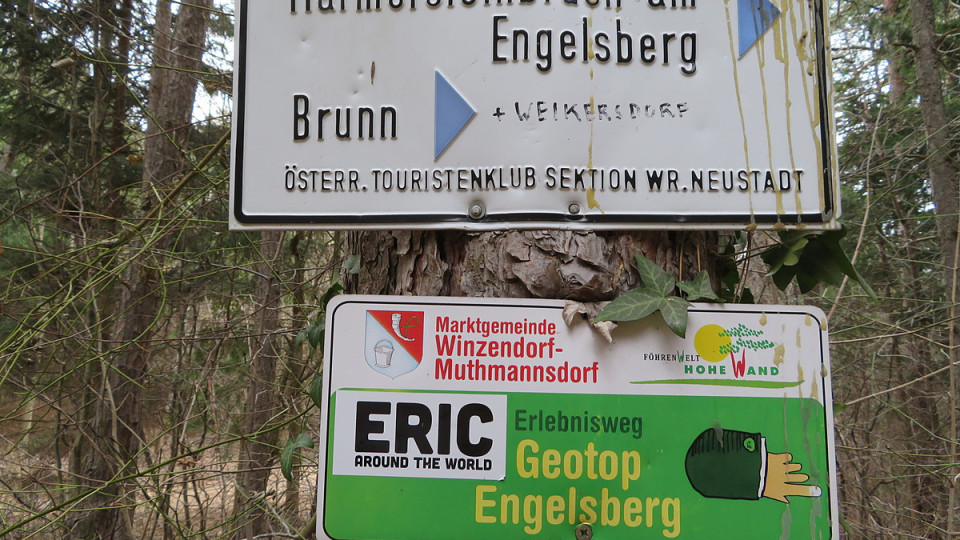 Engelsberg
Brunn
+ WEIKERSDORF
ÖSTERR. TOURISTENKLUB SEKTION WR. NEUSTADT
Marktgemeinde
Winzendorf-
Muthmannsdorf
FÖHRENWELT
HOHE WAND
ERIC
AROUND THE WORLD
Erlebnisweg
Geotop
Engelsberg